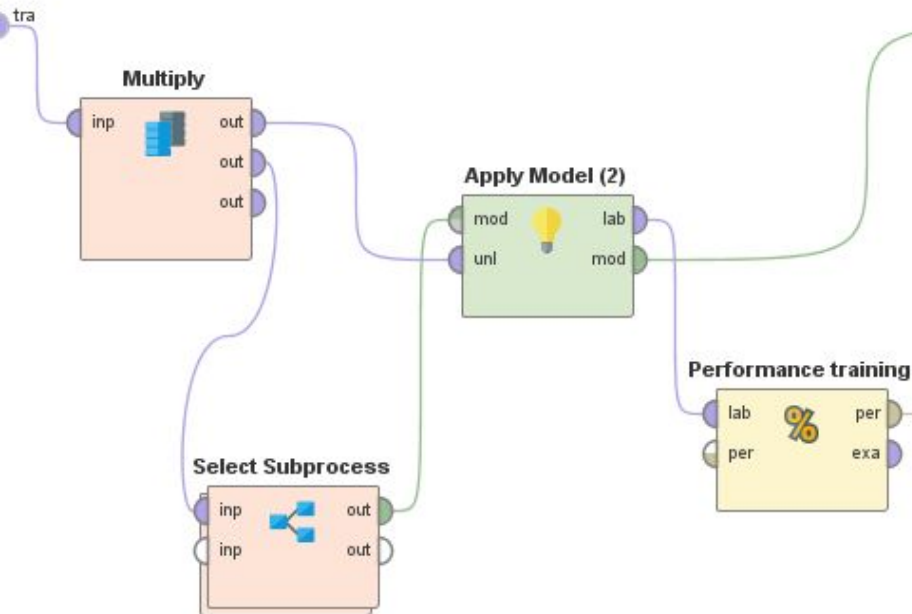 tra
Multiply
inp out
out
out
Apply Model (2)
mod lab
unl mod
Performance training
lab per
per exa
Select Subprocess
inp out
inp out